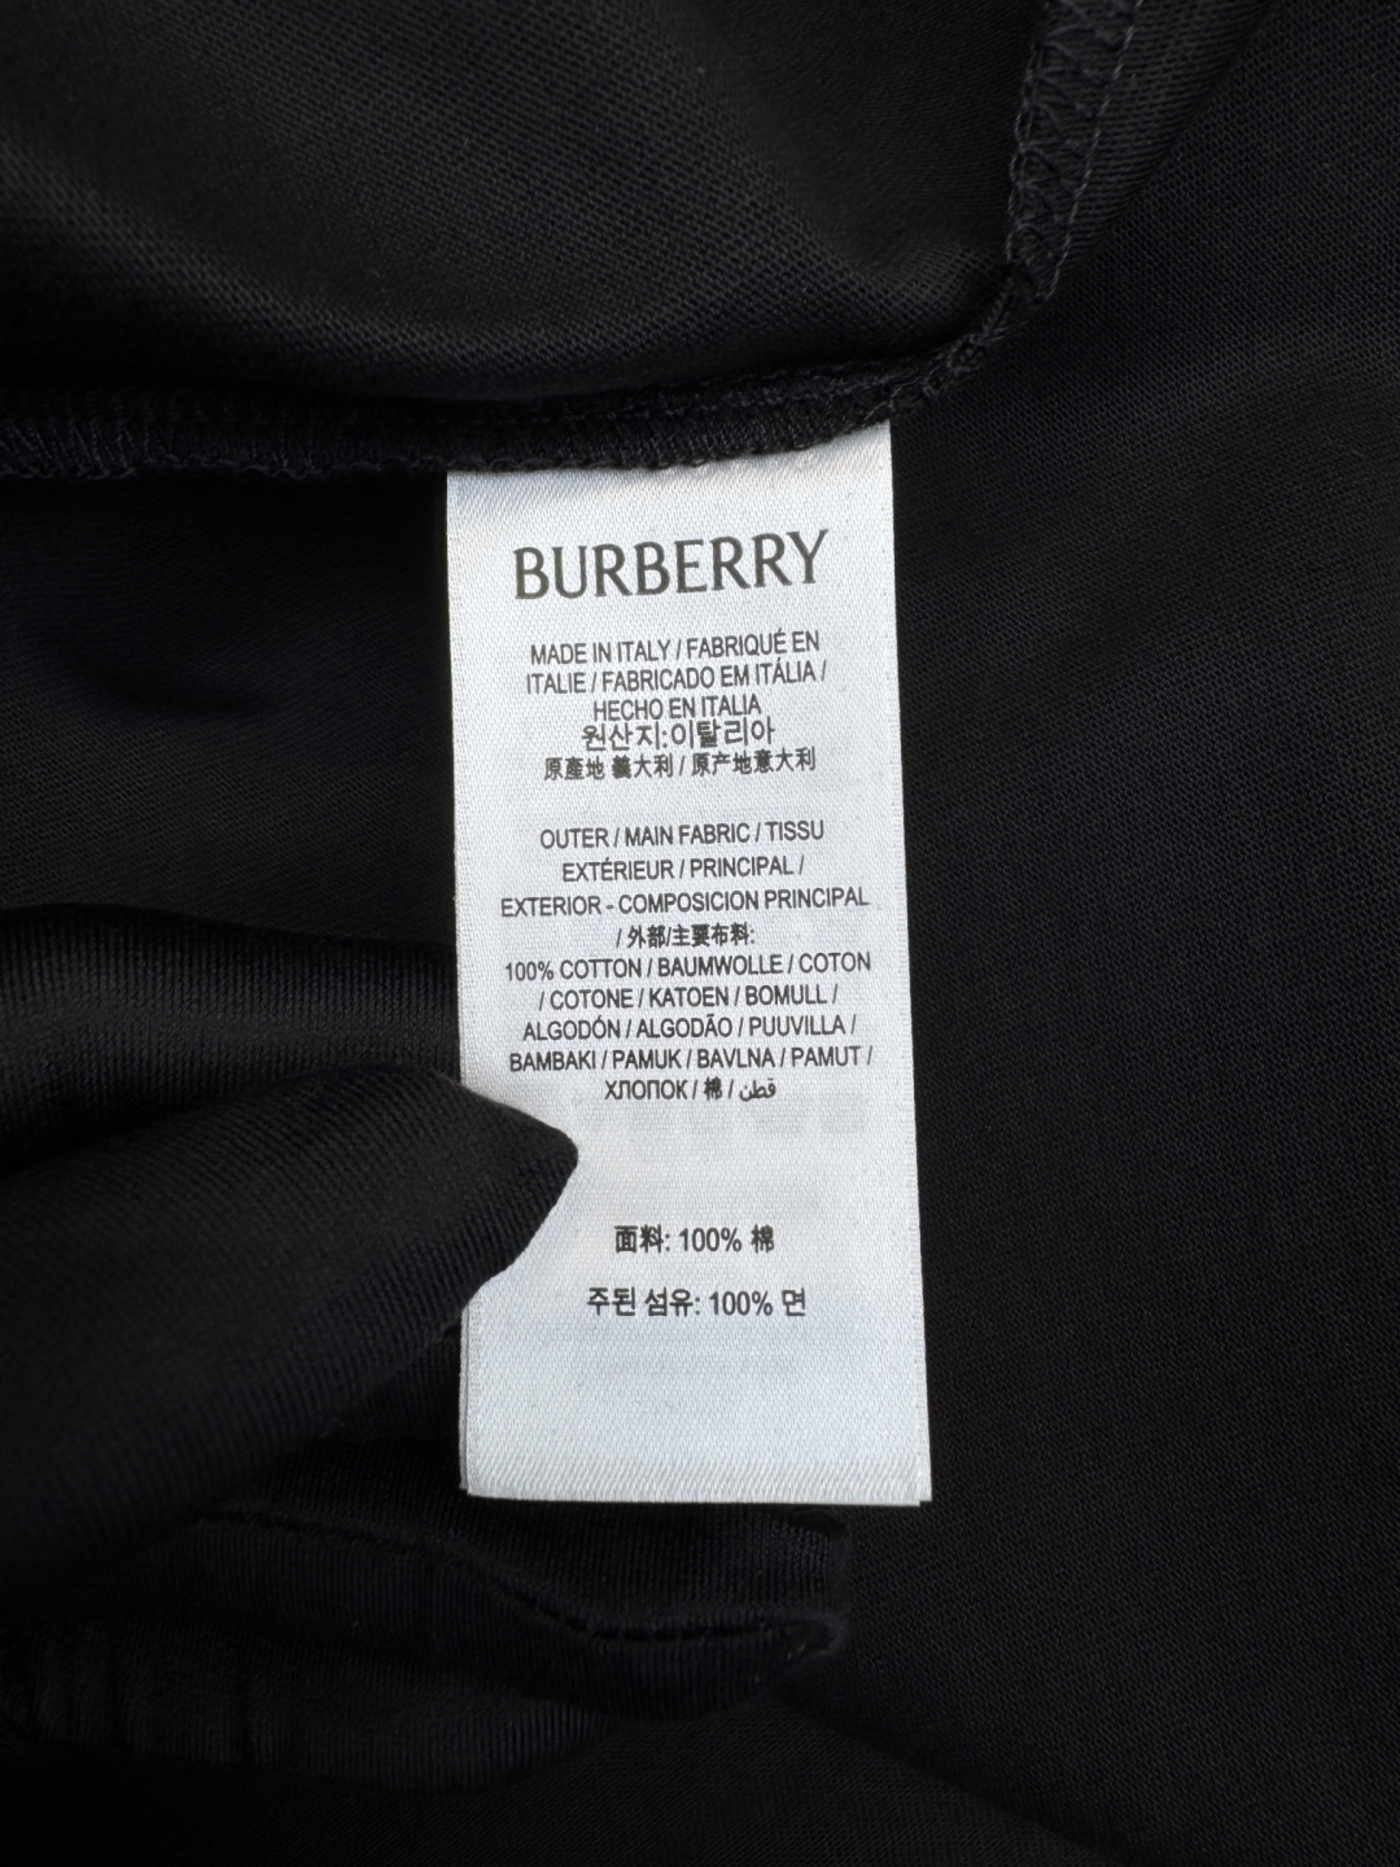 BURBERRY
MADE IN ITALY / FABRIQUÉ EN
ITALIE / FABRICADO EM ITÁLIA /
HECHO EN ITALIA
원산지:이탈리아
原產地 義大利 / 原产地意大利
OUTER / MAIN FABRIC / TISSU
EXTÉRIEUR / PRINCIPAL /
EXTERIOR - COMPOSICION PRINCIPAL
/ 外部/主要布料:
100% COTTON / BAUMWOLLE / COTON
/ COTONE / KATOEN / BOMULL /
ALGODÓN / ALGODÃO / PUUVILLA /
BAMBAKI / PAMUK / BAVLNA / PAMUT /
ХЛОПОК / 棉 / قطن
面料: 100% 棉
주된 섬유: 100% 면